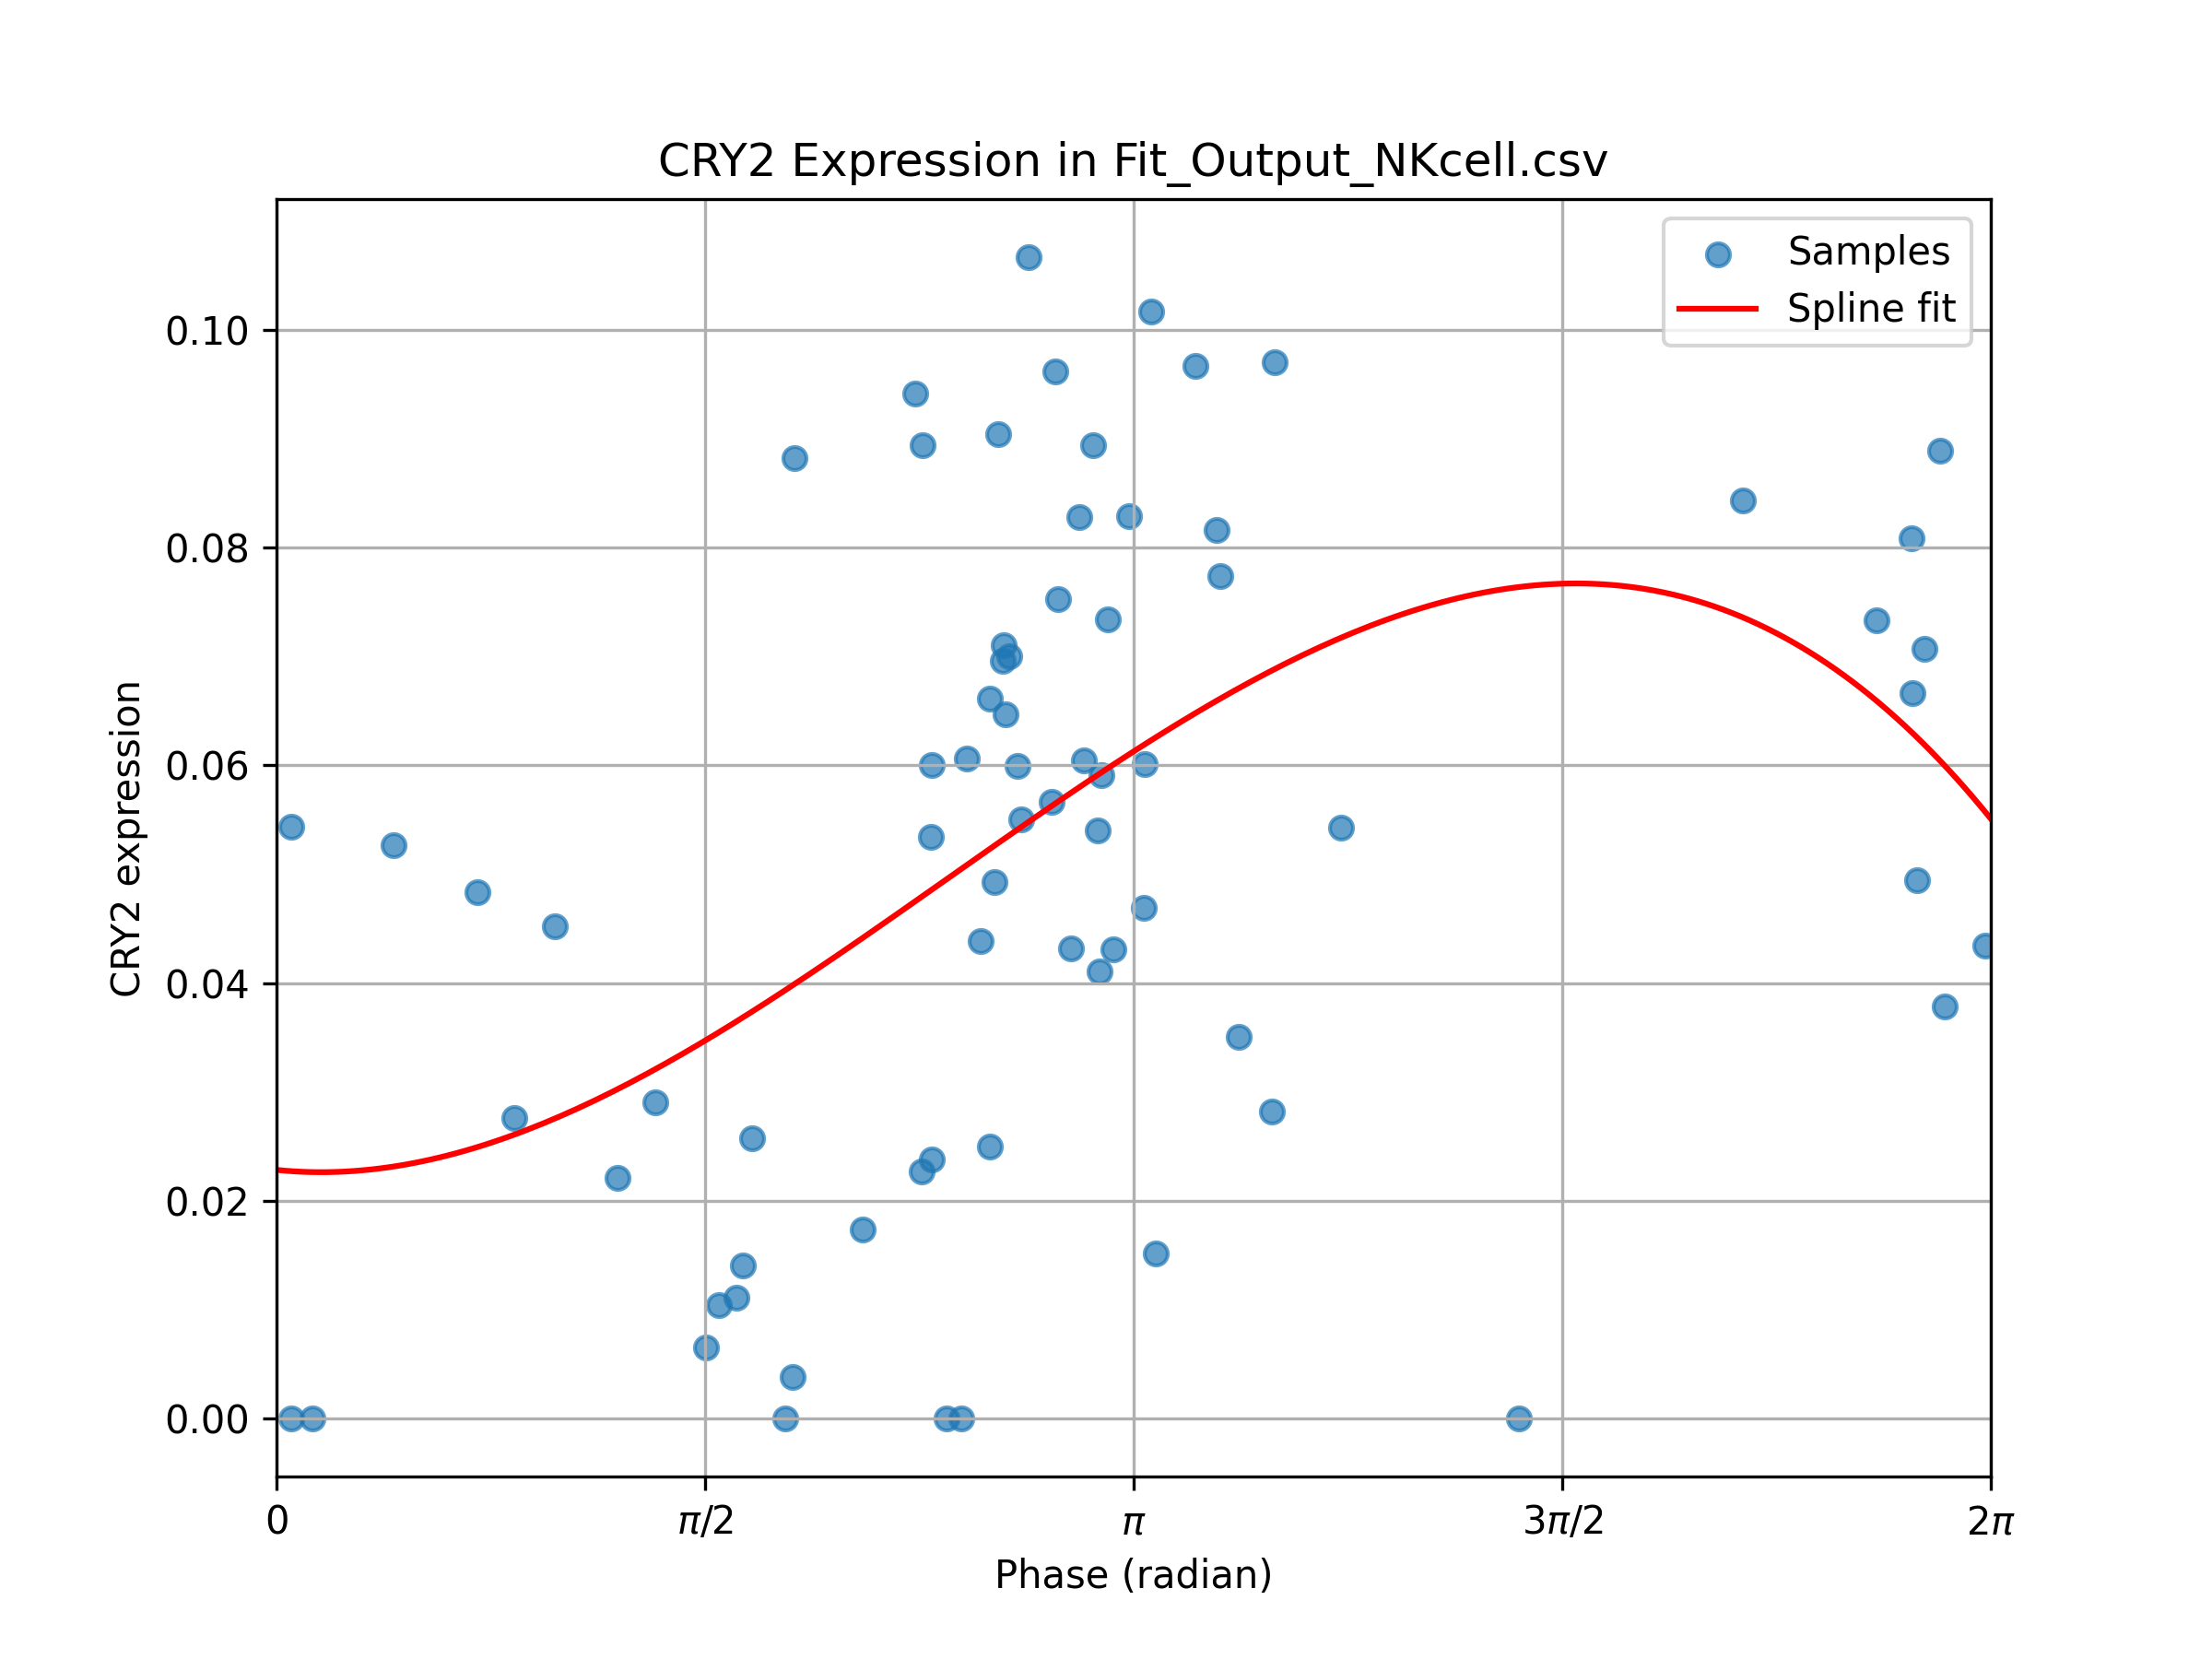 CRY2 Expression in Fit_Output_NKcell.csv
Samples
Spline fit
CRY2 expression
0.10
0.08
0.06
0.04
0.02
0.00
0 π/2 π 3π/2 2π
Phase (radian)